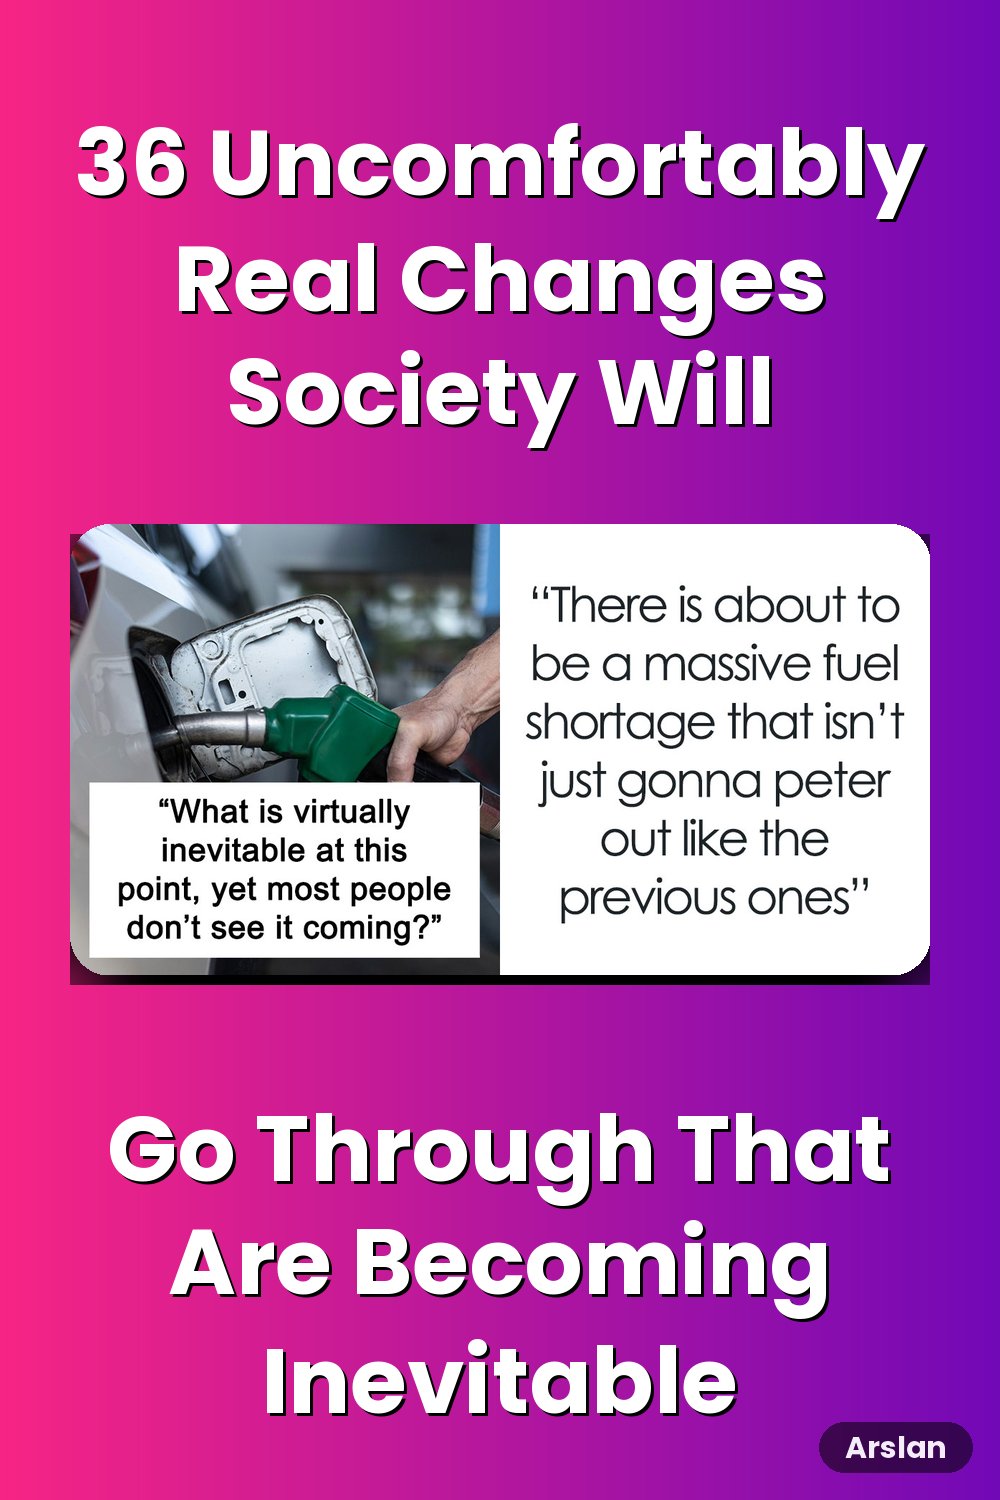 36 Uncomfortably
Real Changes
Society Will
“What is virtually
inevitable at this
point, yet most people
don’t see it coming?”
“There is about to
be a massive fuel
shortage that isn’t
just gonna peter
out like the
previous ones”
Go Through That
Are Becoming
Inevitable
Arslan